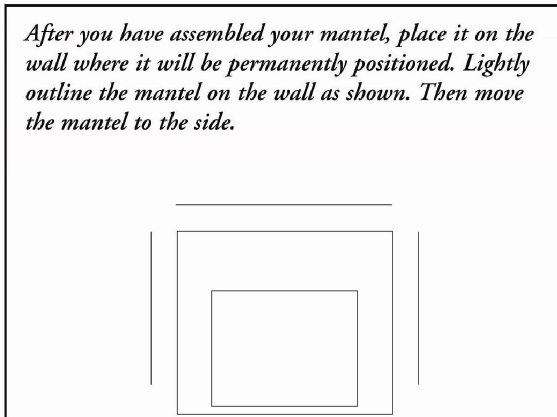 After you have assembled your mantel, place it on the
wall where it will be permanently positioned. Lightly
outline the mantel on the wall as shown. Then move
the mantel to the side.